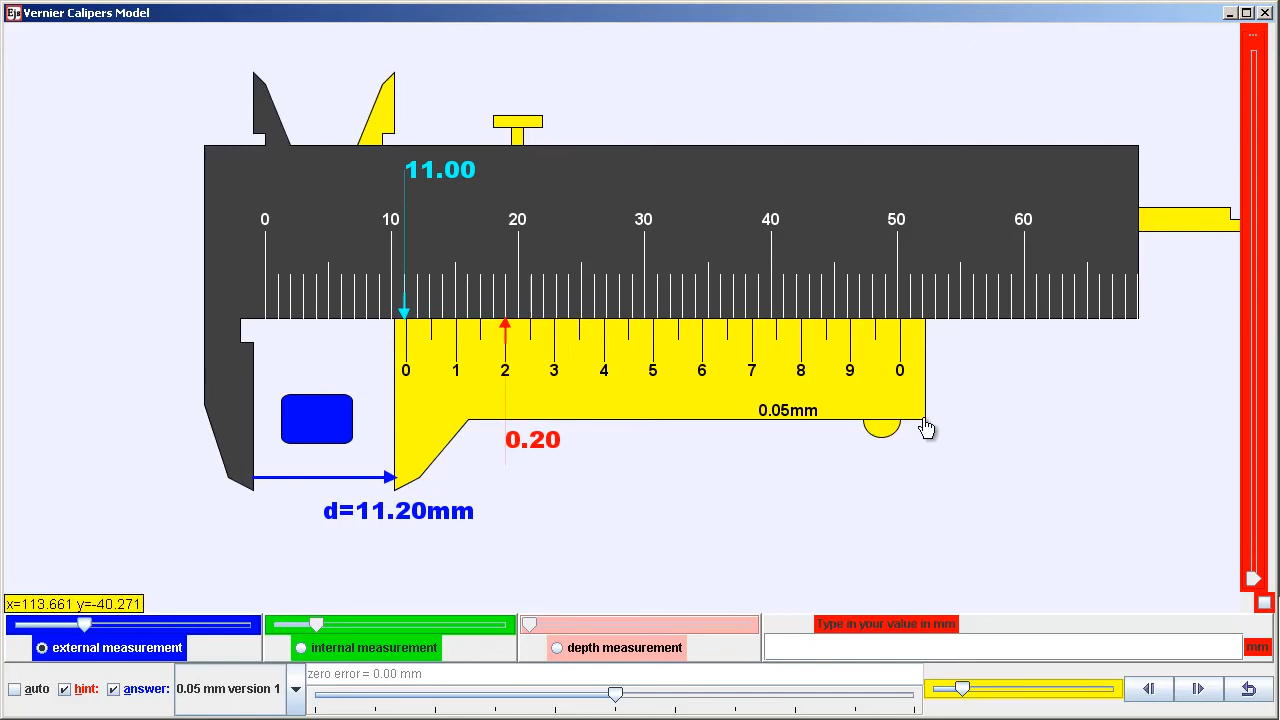 Ejs Vernier Calipers Model
...
11.00
0 10 20 30 40 50 60
0 1 2 3 4 5 6 7 8 9 0
0.05mm
0.20
d=11.20mm
x=113.661 y=-40.271
Type in your value in mm
external measurement internal measurement depth measurement mm
zero error = 0.00 mm
auto hint: answer: 0.05 mm version 1